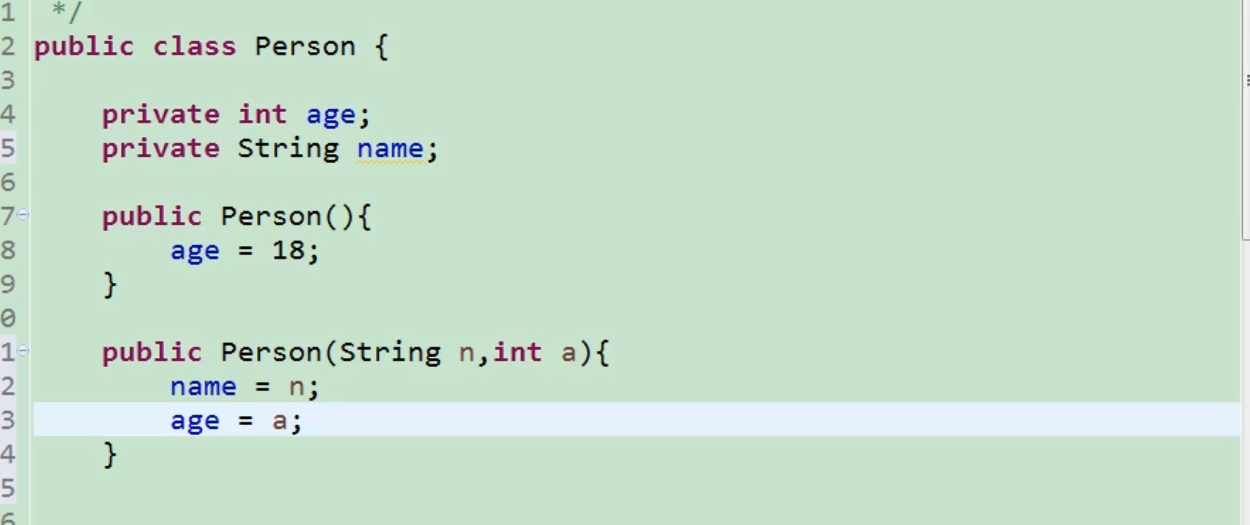 1 */
2 public class Person {
3
4 private int age;
5 private String name;
6
7 public Person(){
8 age = 18;
9 }
0
1 public Person(String n,int a){
2 name = n;
3 age = a;
4 }
5
6